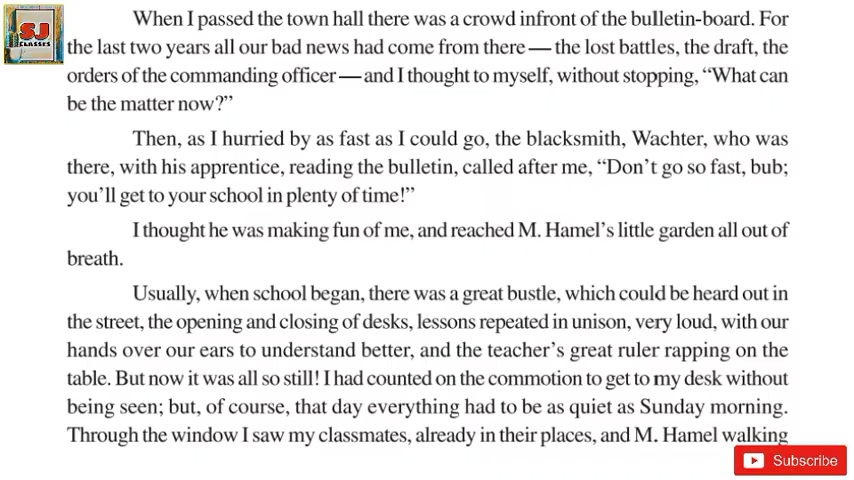 When I passed the town hall there was a crowd infront of the bulletin-board. For
the last two years all our bad news had come from there — the lost battles, the draft, the
orders of the commanding officer — and I thought to myself, without stopping, “What can
be the matter now?”
Then, as I hurried by as fast as I could go, the blacksmith, Wachter, who was
there, with his apprentice, reading the bulletin, called after me, “Don’t go so fast, bub;
you’ll get to your school in plenty of time!”
I thought he was making fun of me, and reached M. Hamel’s little garden all out of
breath.
Usually, when school began, there was a great bustle, which could be heard out in
the street, the opening and closing of desks, lessons repeated in unison, very loud, with our
hands over our ears to understand better, and the teacher’s great ruler rapping on the
table. But now it was all so still! I had counted on the commotion to get to my desk without
being seen; but, of course, that day everything had to be as quiet as Sunday morning.
Through the window I saw my classmates, already in their places, and M. Hamel walking
SJ
CLASSES
Subscribe